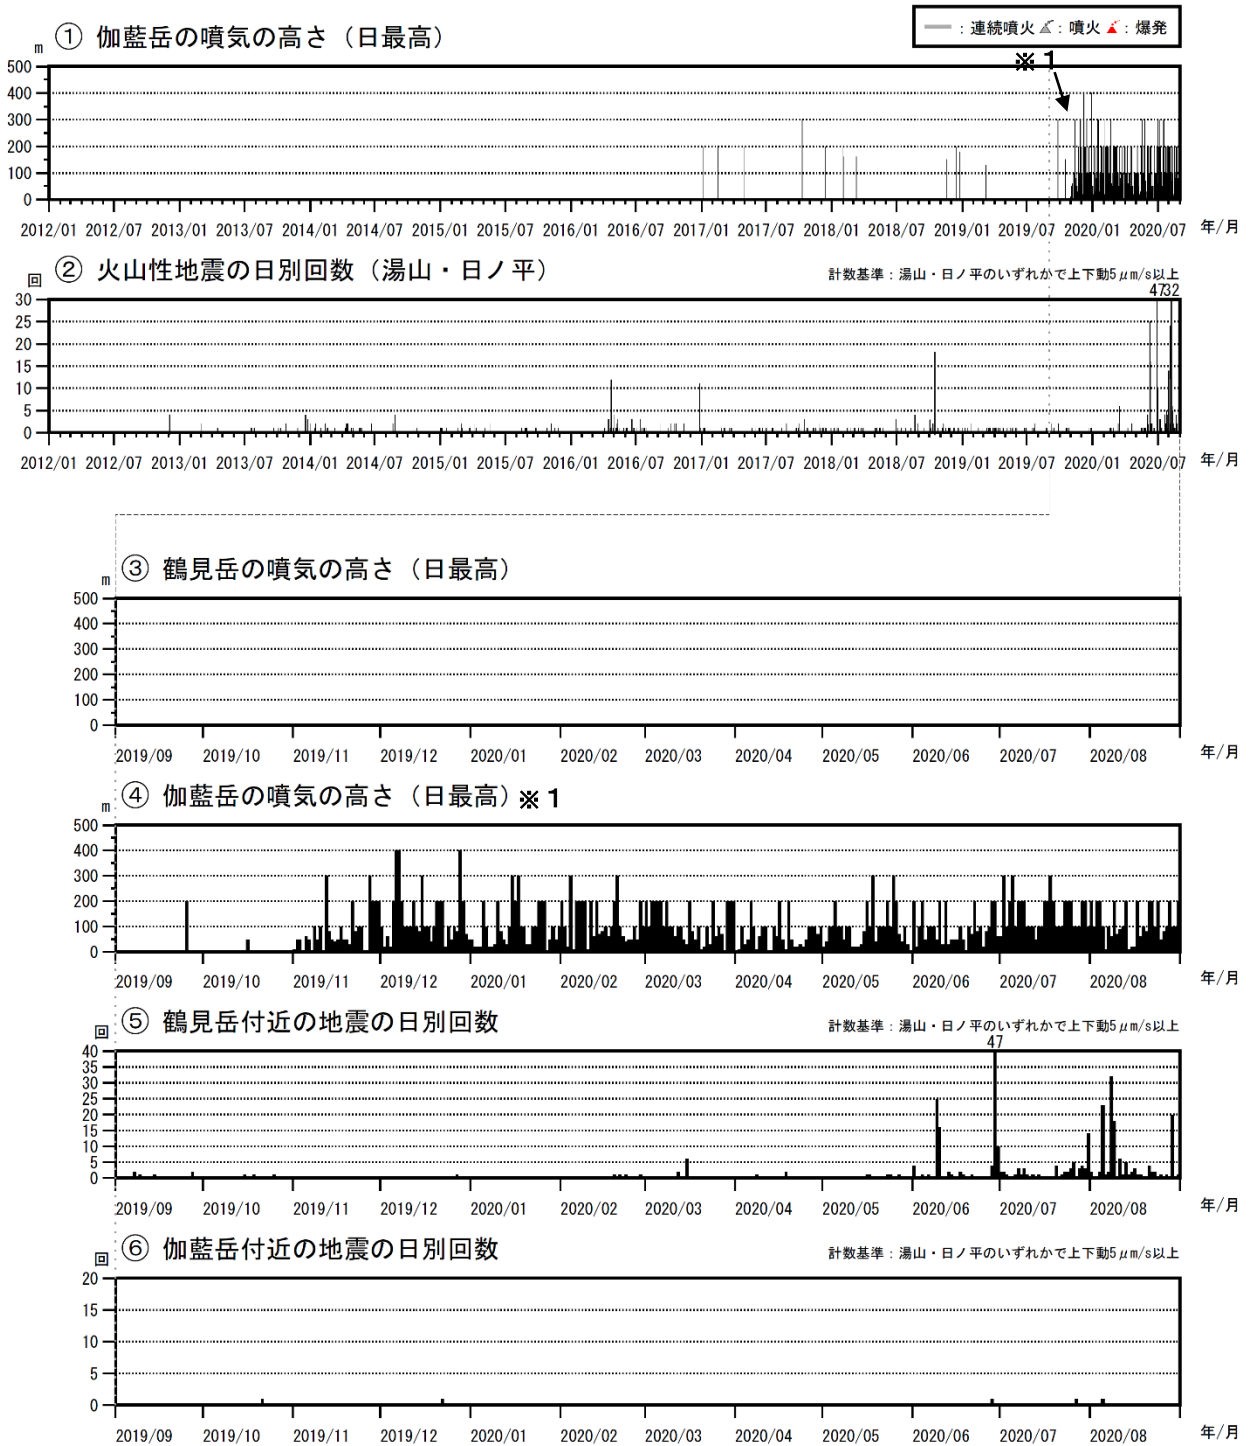 ：連続噴火 ：噴火 ：爆発
① 伽藍岳の噴気の高さ（日最高）
※１
m
500
400
300
200
100
0
2012/01 2012/07 2013/01 2013/07 2014/01 2014/07 2015/01 2015/07 2016/01 2016/07 2017/01 2017/07 2018/01 2018/07 2019/01 2019/07 2020/01 2020/07 年/月
② 火山性地震の日別回数（湯山・日ノ平）
計数基準：湯山・日ノ平のいずれかで上下動5μm/s以上
回
4732
30
25
20
15
10
5
0
2012/01 2012/07 2013/01 2013/07 2014/01 2014/07 2015/01 2015/07 2016/01 2016/07 2017/01 2017/07 2018/01 2018/07 2019/01 2019/07 2020/01 2020/07 年/月
③ 鶴見岳の噴気の高さ（日最高）
m
500
400
300
200
100
0
2019/09 2019/10 2019/11 2019/12 2020/01 2020/02 2020/03 2020/04 2020/05 2020/06 2020/07 2020/08 年/月
④ 伽藍岳の噴気の高さ（日最高）※１
m
500
400
300
200
100
0
2019/09 2019/10 2019/11 2019/12 2020/01 2020/02 2020/03 2020/04 2020/05 2020/06 2020/07 2020/08 年/月
⑤ 鶴見岳付近の地震の日別回数
計数基準：湯山・日ノ平のいずれかで上下動5μm/s以上
回
47
40
35
30
25
20
15
10
5
0
2019/09 2019/10 2019/11 2019/12 2020/01 2020/02 2020/03 2020/04 2020/05 2020/06 2020/07 2020/08 年/月
⑥ 伽藍岳付近の地震の日別回数
計数基準：湯山・日ノ平のいずれかで上下動5μm/s以上
回
20
15
10
5
0
2019/09 2019/10 2019/11 2019/12 2020/01 2020/02 2020/03 2020/04 2020/05 2020/06 2020/07 2020/08 年/月